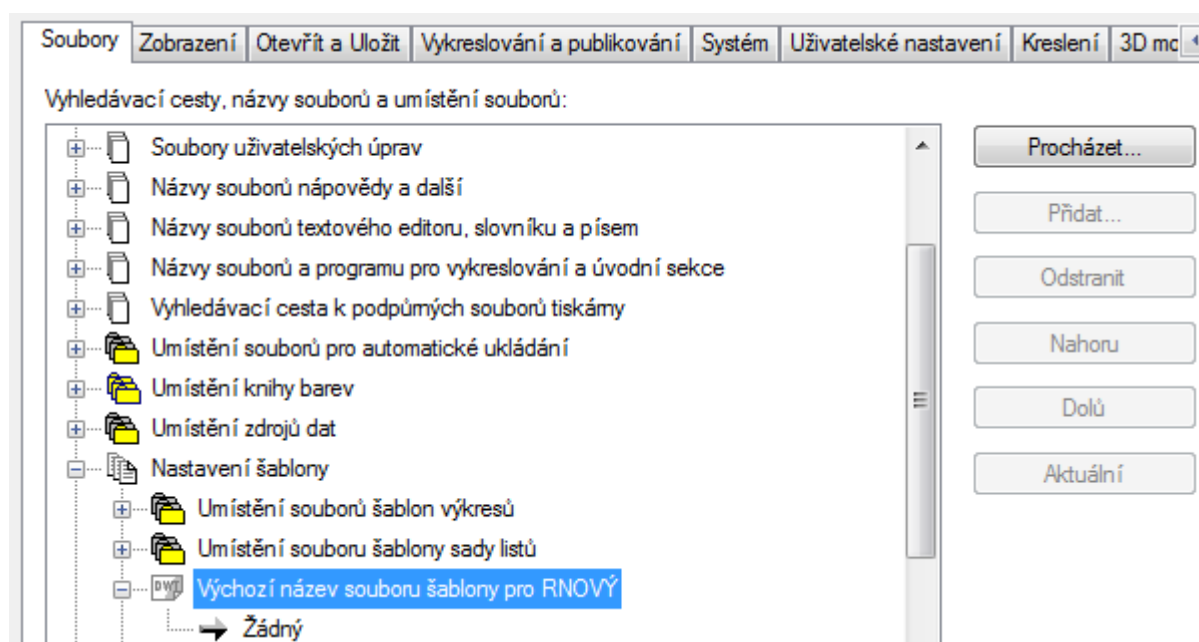 Soubory Zobrazení Otevřít a Uložit Vykreslování a publikování Systém Uživatelské nastavení Kreslení 3D mo
Vyhledávací cesty, názvy souborů a umístění souborů:
Soubory uživatelských úprav
Procházet...
Názvy souborů nápovědy a další
Přidat...
Názvy souborů textového editoru, slovníku a písem
Názvy souborů a programu pro vykreslování a úvodní sekce
Odstranit
Vyhledávací cesta k podpůrných souborů tiskárny
Umístění souborů pro automatické ukládání
Nahoru
Umístění knihy barev
Dolů
Umístění zdrojů dat
Nastavení šablony
Aktuální
Umístění souborů šablon výkresů
Umístění souboru šablony sady listů
DWT Výchozí název souboru šablony pro RNOVÝ
Žádný